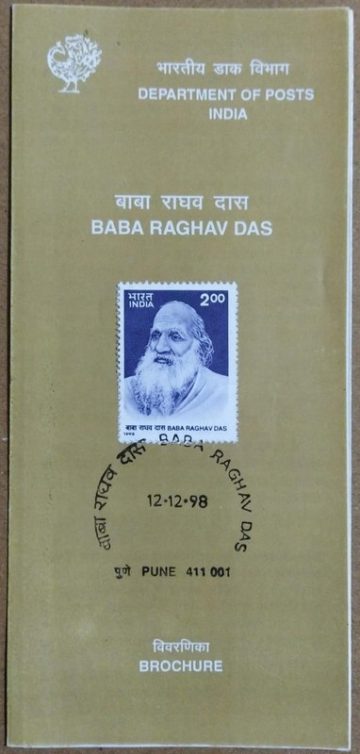 भारतीय डाक विभाग
DEPARTMENT OF POSTS
INDIA
बाबा राघव दास
BABA RAGHAV DAS
भारत
INDIA
2.00
बाबा राघव दास BABA RAGHAV DAS
1998
बाबा राघव दास BABA RAGHAV DAS
12-12-98
पुणे PUNE 411 001
विवरणिका
BROCHURE